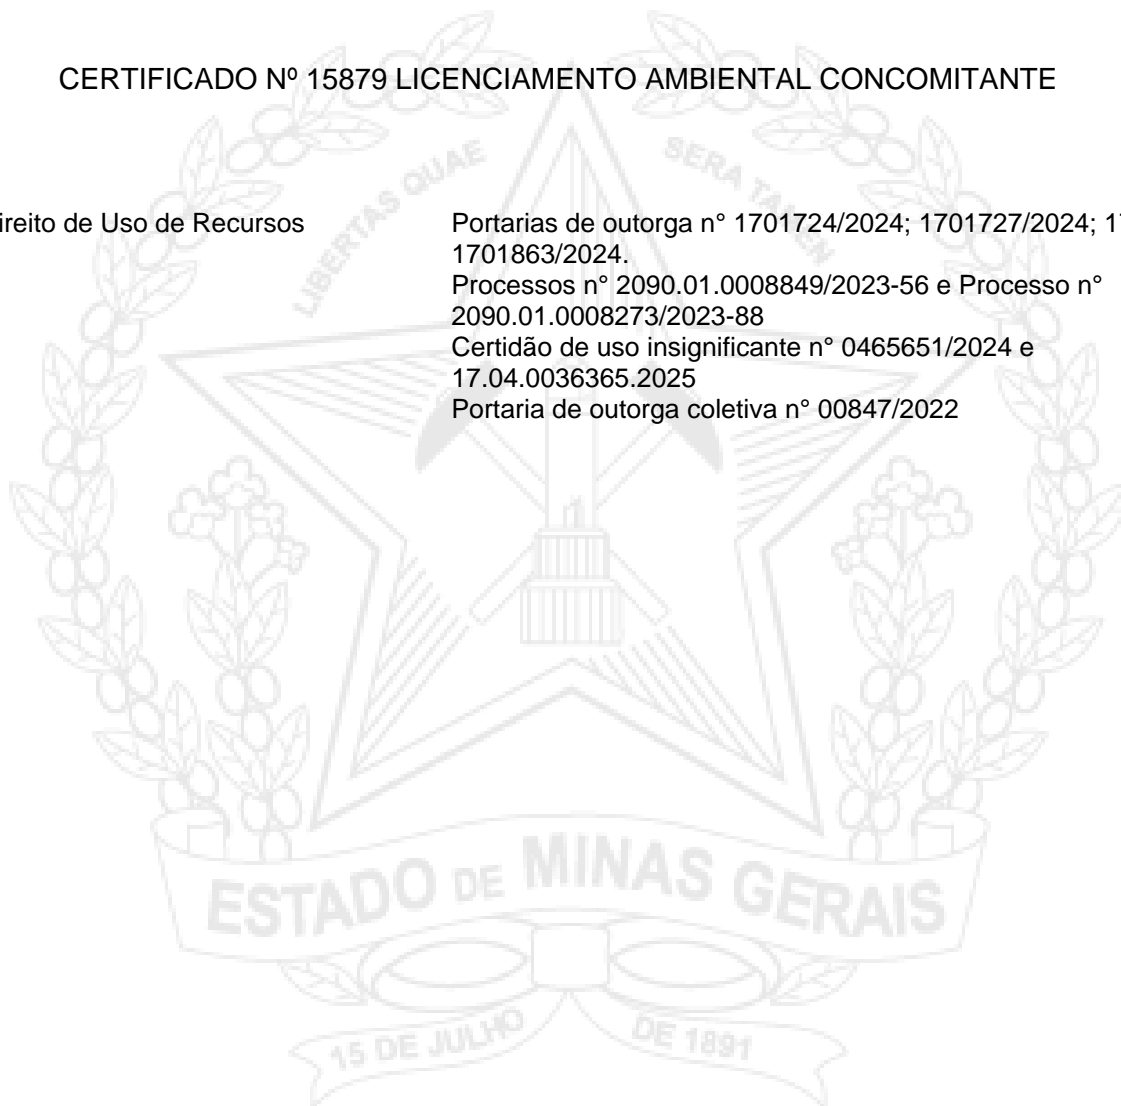 CERTIFICADO Nº 15879 LICENCIAMENTO AMBIENTAL CONCOMITANTE
LIBERTAS QUAE SERA TAMEN
de Uso de Recursos Portarias de outorga n° 1701724/2024; 1701727/2024;
1701863/2024.
Processos n° 2090.01.0008849/2023-56 e Processo n°
2090.01.0008273/2023-88
Certidão de uso insignificante n° 0465651/2024 e
17.04.0036365.2025
Portaria de outorga coletiva n° 00847/2022
ESTADO DE MINAS GERAIS
15 DE JULHO DE 1891